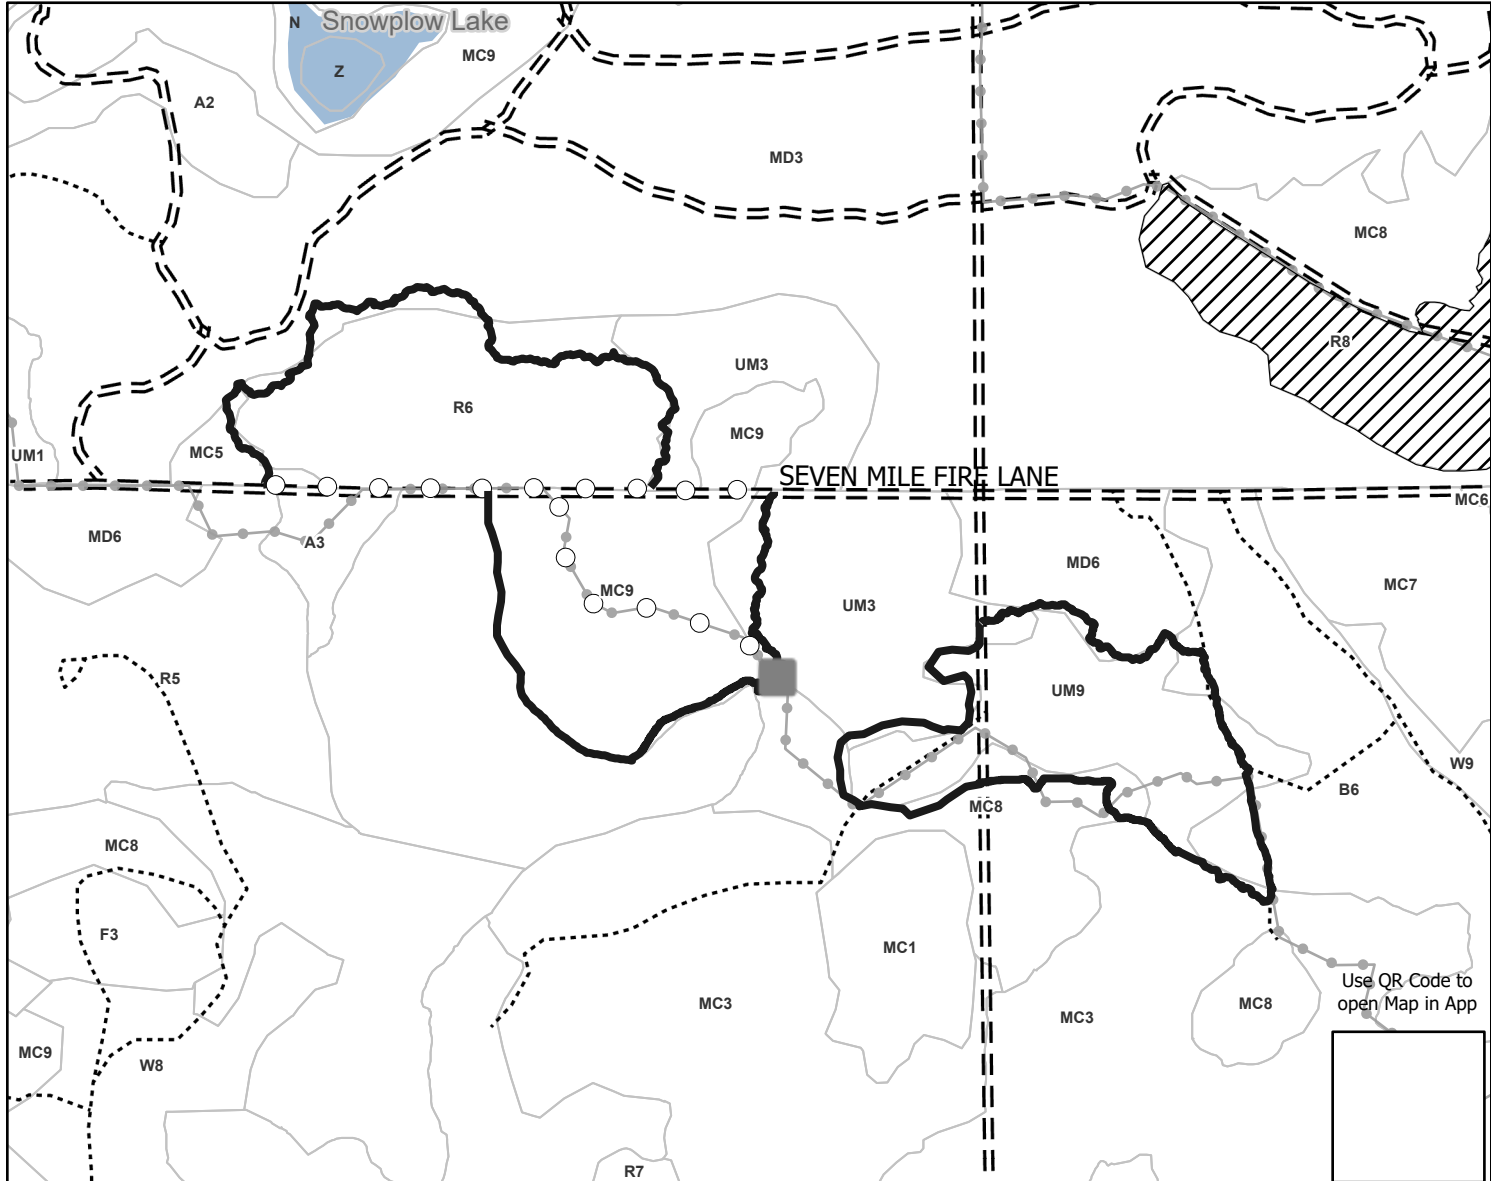 N
Snowplow Lake
MC9
Z
A2
MD3
MC8
R8
UM3
R6
MC9
MC5
UM1
SEVEN MILE FIRE LANE
MC6
MD6
A3
MD6
MC7
MC9
UM3
R5
UM9
W9
B6
MC8
MC8
F3
MC1
Use QR Code to
open Map in App
MC3
MC3
MC8
MC9
W8
R7